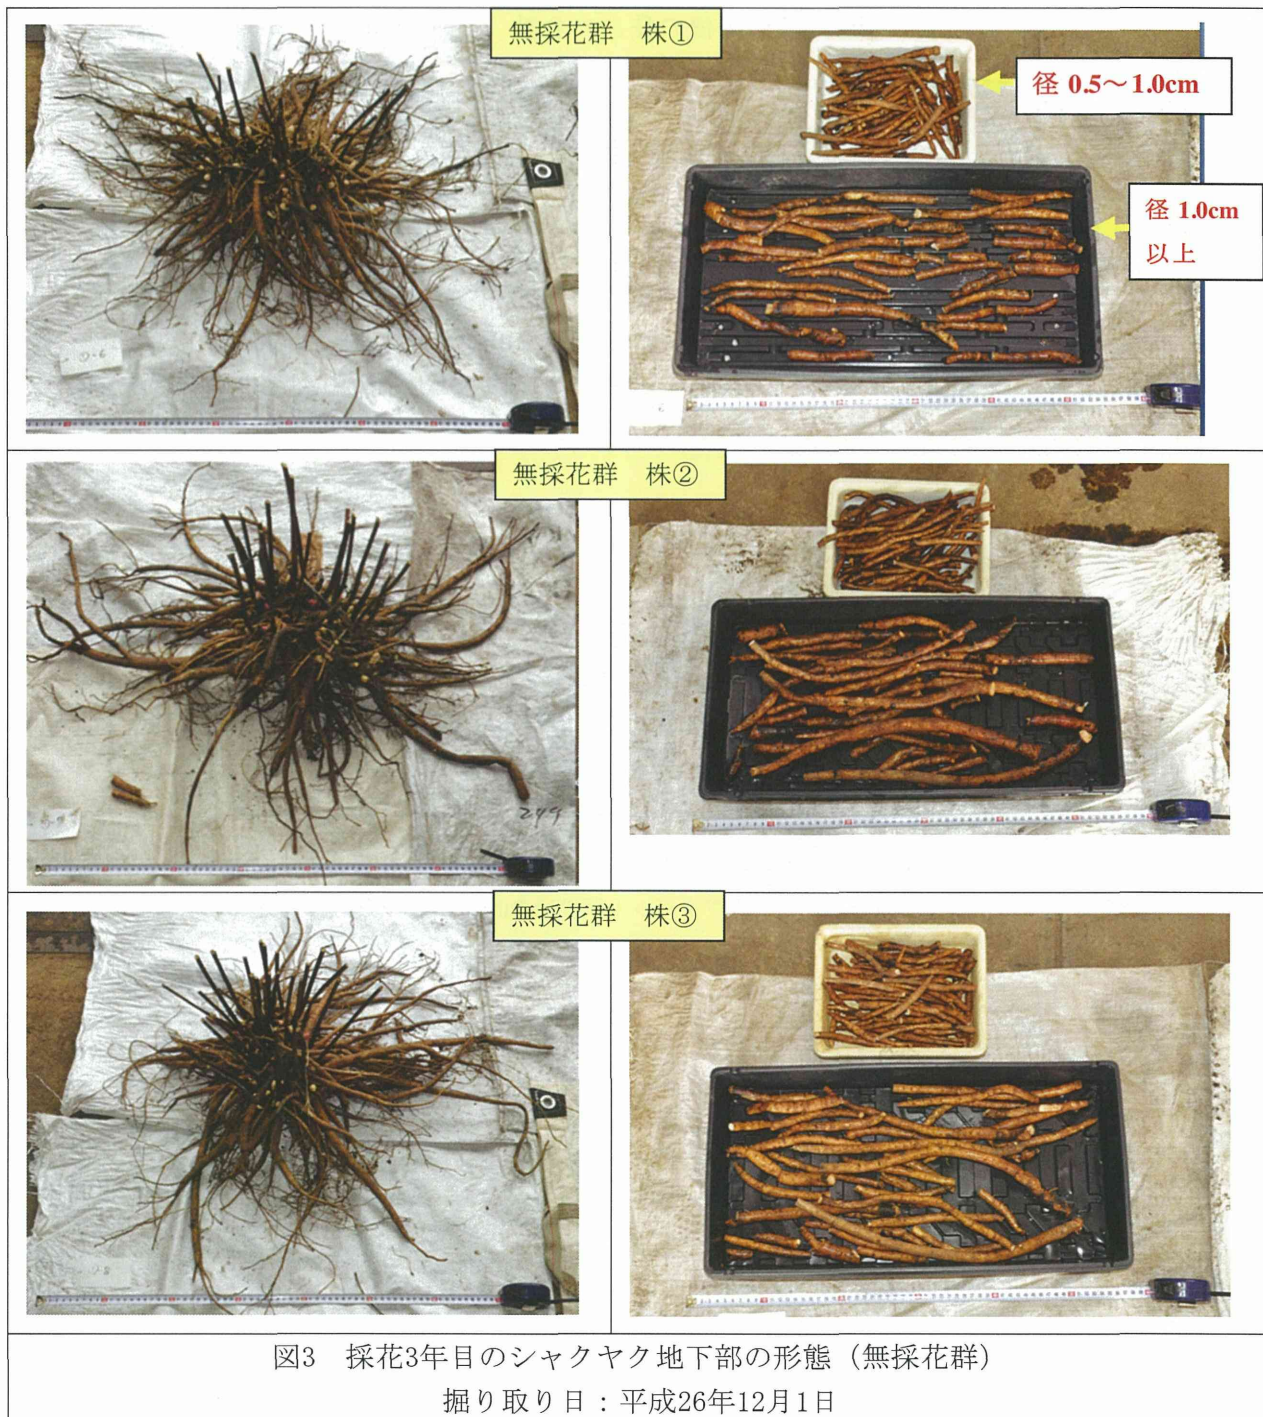 無採花群　株①
径 0.5～1.0cm
径 1.0cm
以上
無採花群　株②
249
無採花群　株③
図3　採花3年目のシャクヤク地下部の形態（無採花群）
掘り取り日：平成26年12月1日